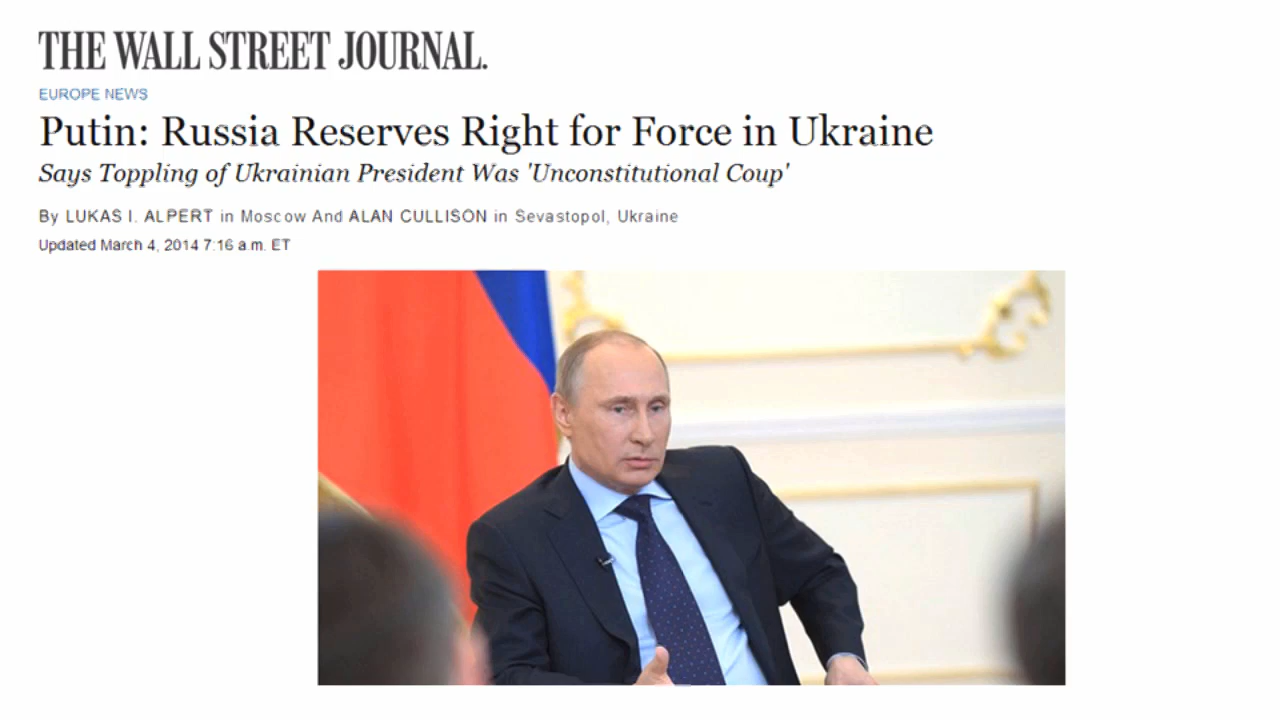 THE WALL STREET JOURNAL.
EUROPE NEWS
Putin: Russia Reserves Right for Force in Ukraine
Says Toppling of Ukrainian President Was 'Unconstitutional Coup'
By LUKAS I. ALPERT in Moscow And ALAN CULLISON in Sevastopol, Ukraine
Updated March 4, 2014 7:16 a.m. ET